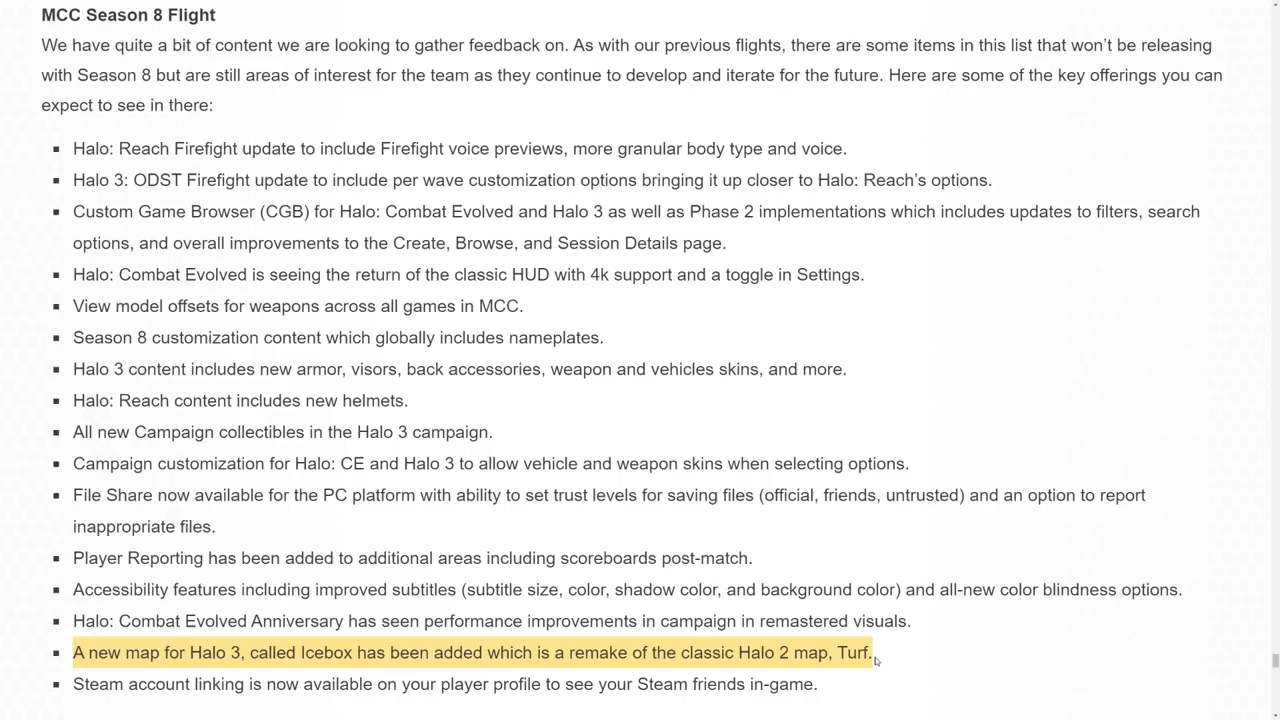 MCC Season 8 Flight
We have quite a bit of content we are looking to gather feedback on. As with our previous flights, there are some items in this list that won’t be releasing
with Season 8 but are still areas of interest for the team as they continue to develop and iterate for the future. Here are some of the key offerings you can
expect to see in there:
▪ Halo: Reach Firefight update to include Firefight voice previews, more granular body type and voice.
▪ Halo 3: ODST Firefight update to include per wave customization options bringing it up closer to Halo: Reach’s options.
▪ Custom Game Browser (CGB) for Halo: Combat Evolved and Halo 3 as well as Phase 2 implementations which includes updates to filters, search
options, and overall improvements to the Create, Browse, and Session Details page.
▪ Halo: Combat Evolved is seeing the return of the classic HUD with 4k support and a toggle in Settings.
▪ View model offsets for weapons across all games in MCC.
▪ Season 8 customization content which globally includes nameplates.
▪ Halo 3 content includes new armor, visors, back accessories, weapon and vehicles skins, and more.
▪ Halo: Reach content includes new helmets.
▪ All new Campaign collectibles in the Halo 3 campaign.
▪ Campaign customization for Halo: CE and Halo 3 to allow vehicle and weapon skins when selecting options.
▪ File Share now available for the PC platform with ability to set trust levels for saving files (official, friends, untrusted) and an option to report
inappropriate files.
▪ Player Reporting has been added to additional areas including scoreboards post-match.
▪ Accessibility features including improved subtitles (subtitle size, color, shadow color, and background color) and all-new color blindness options.
▪ Halo: Combat Evolved Anniversary has seen performance improvements in campaign in remastered visuals.
▪ A new map for Halo 3, called Icebox has been added which is a remake of the classic Halo 2 map, Turf.
▪ Steam account linking is now available on your player profile to see your Steam friends in-game.